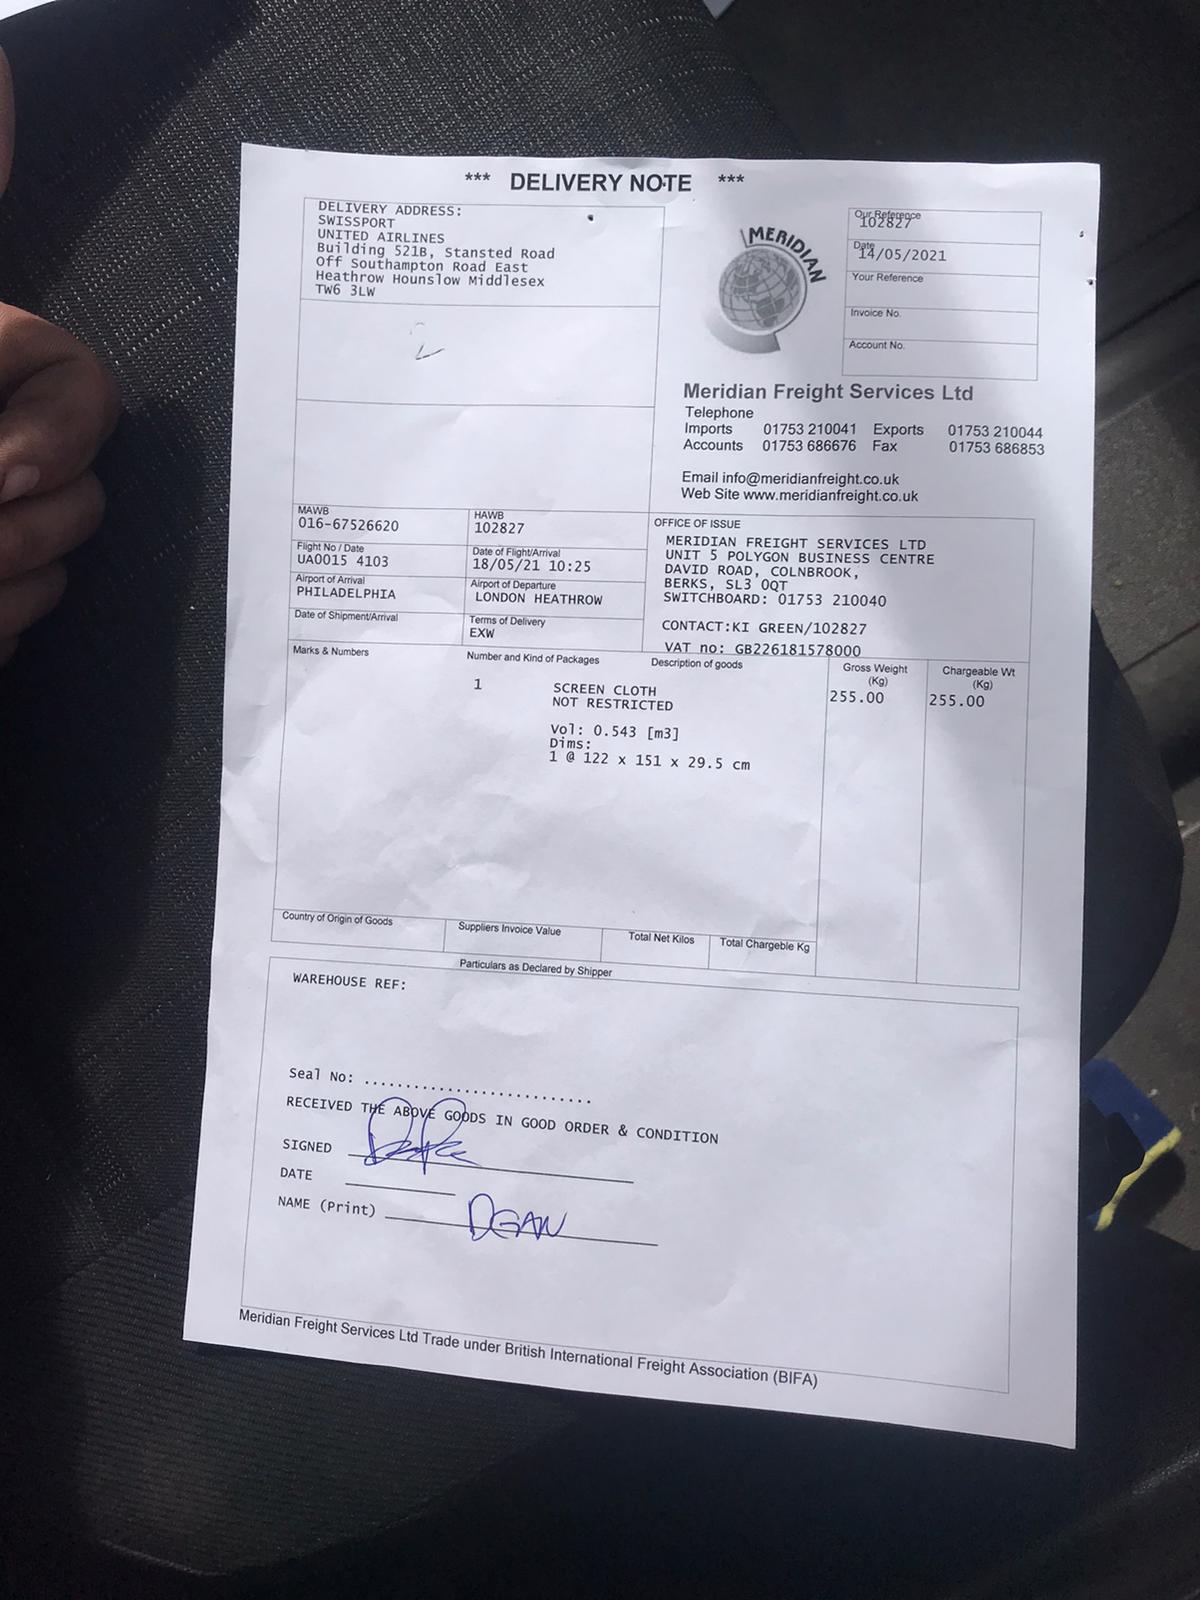 *** DELIVERY NOTE ***
DELIVERY ADDRESS:
SWISSPORT
UNITED AIRLINES
Building 521B, Stansted Road
Off Southampton Road East
Heathrow Hounslow Middlesex
TW6 3LW
MERIDIAN
Our Reference
102827
Date
14/05/2021
Your Reference
Invoice No.
Account No.
Meridian Freight Services Ltd
Telephone
Imports 01753 210041 Exports 01753 210044
Accounts 01753 686676 Fax 01753 686853
Email info@meridianfreight.co.uk
Web Site www.meridianfreight.co.uk
MAWB
016-67526620
HAWB
102827
Flight No / Date
UA0015 4103
Date of Flight/Arrival
18/05/21 10:25
Airport of Arrival
PHILADELPHIA
Airport of Departure
LONDON HEATHROW
Date of Shipment/Arrival
Terms of Delivery
EXW
OFFICE OF ISSUE
MERIDIAN FREIGHT SERVICES LTD
UNIT 5 POLYGON BUSINESS CENTRE
DAVID ROAD, COLNBROOK,
BERKS, SL3 0QT
SWITCHBOARD: 01753 210040
CONTACT:KI GREEN/102827
VAT no: GB226181578000
Marks & Numbers
Number and Kind of Packages
Description of goods
Gross Weight
(Kg)
Chargeable Wt
(Kg)
1
SCREEN CLOTH
NOT RESTRICTED
255.00
255.00
Vol: 0.543 [m3]
Dims:
1 @ 122 x 151 x 29.5 cm
Country of Origin of Goods
Suppliers Invoice Value
Total Net Kilos
Total Chargeble Kg
Particulars as Declared by Shipper
WAREHOUSE REF:
Seal No: ............................
RECEIVED THE ABOVE GOODS IN GOOD ORDER & CONDITION
SIGNED
DATE
NAME (Print)
Meridian Freight Services Ltd Trade under British International Freight Association (BIFA)